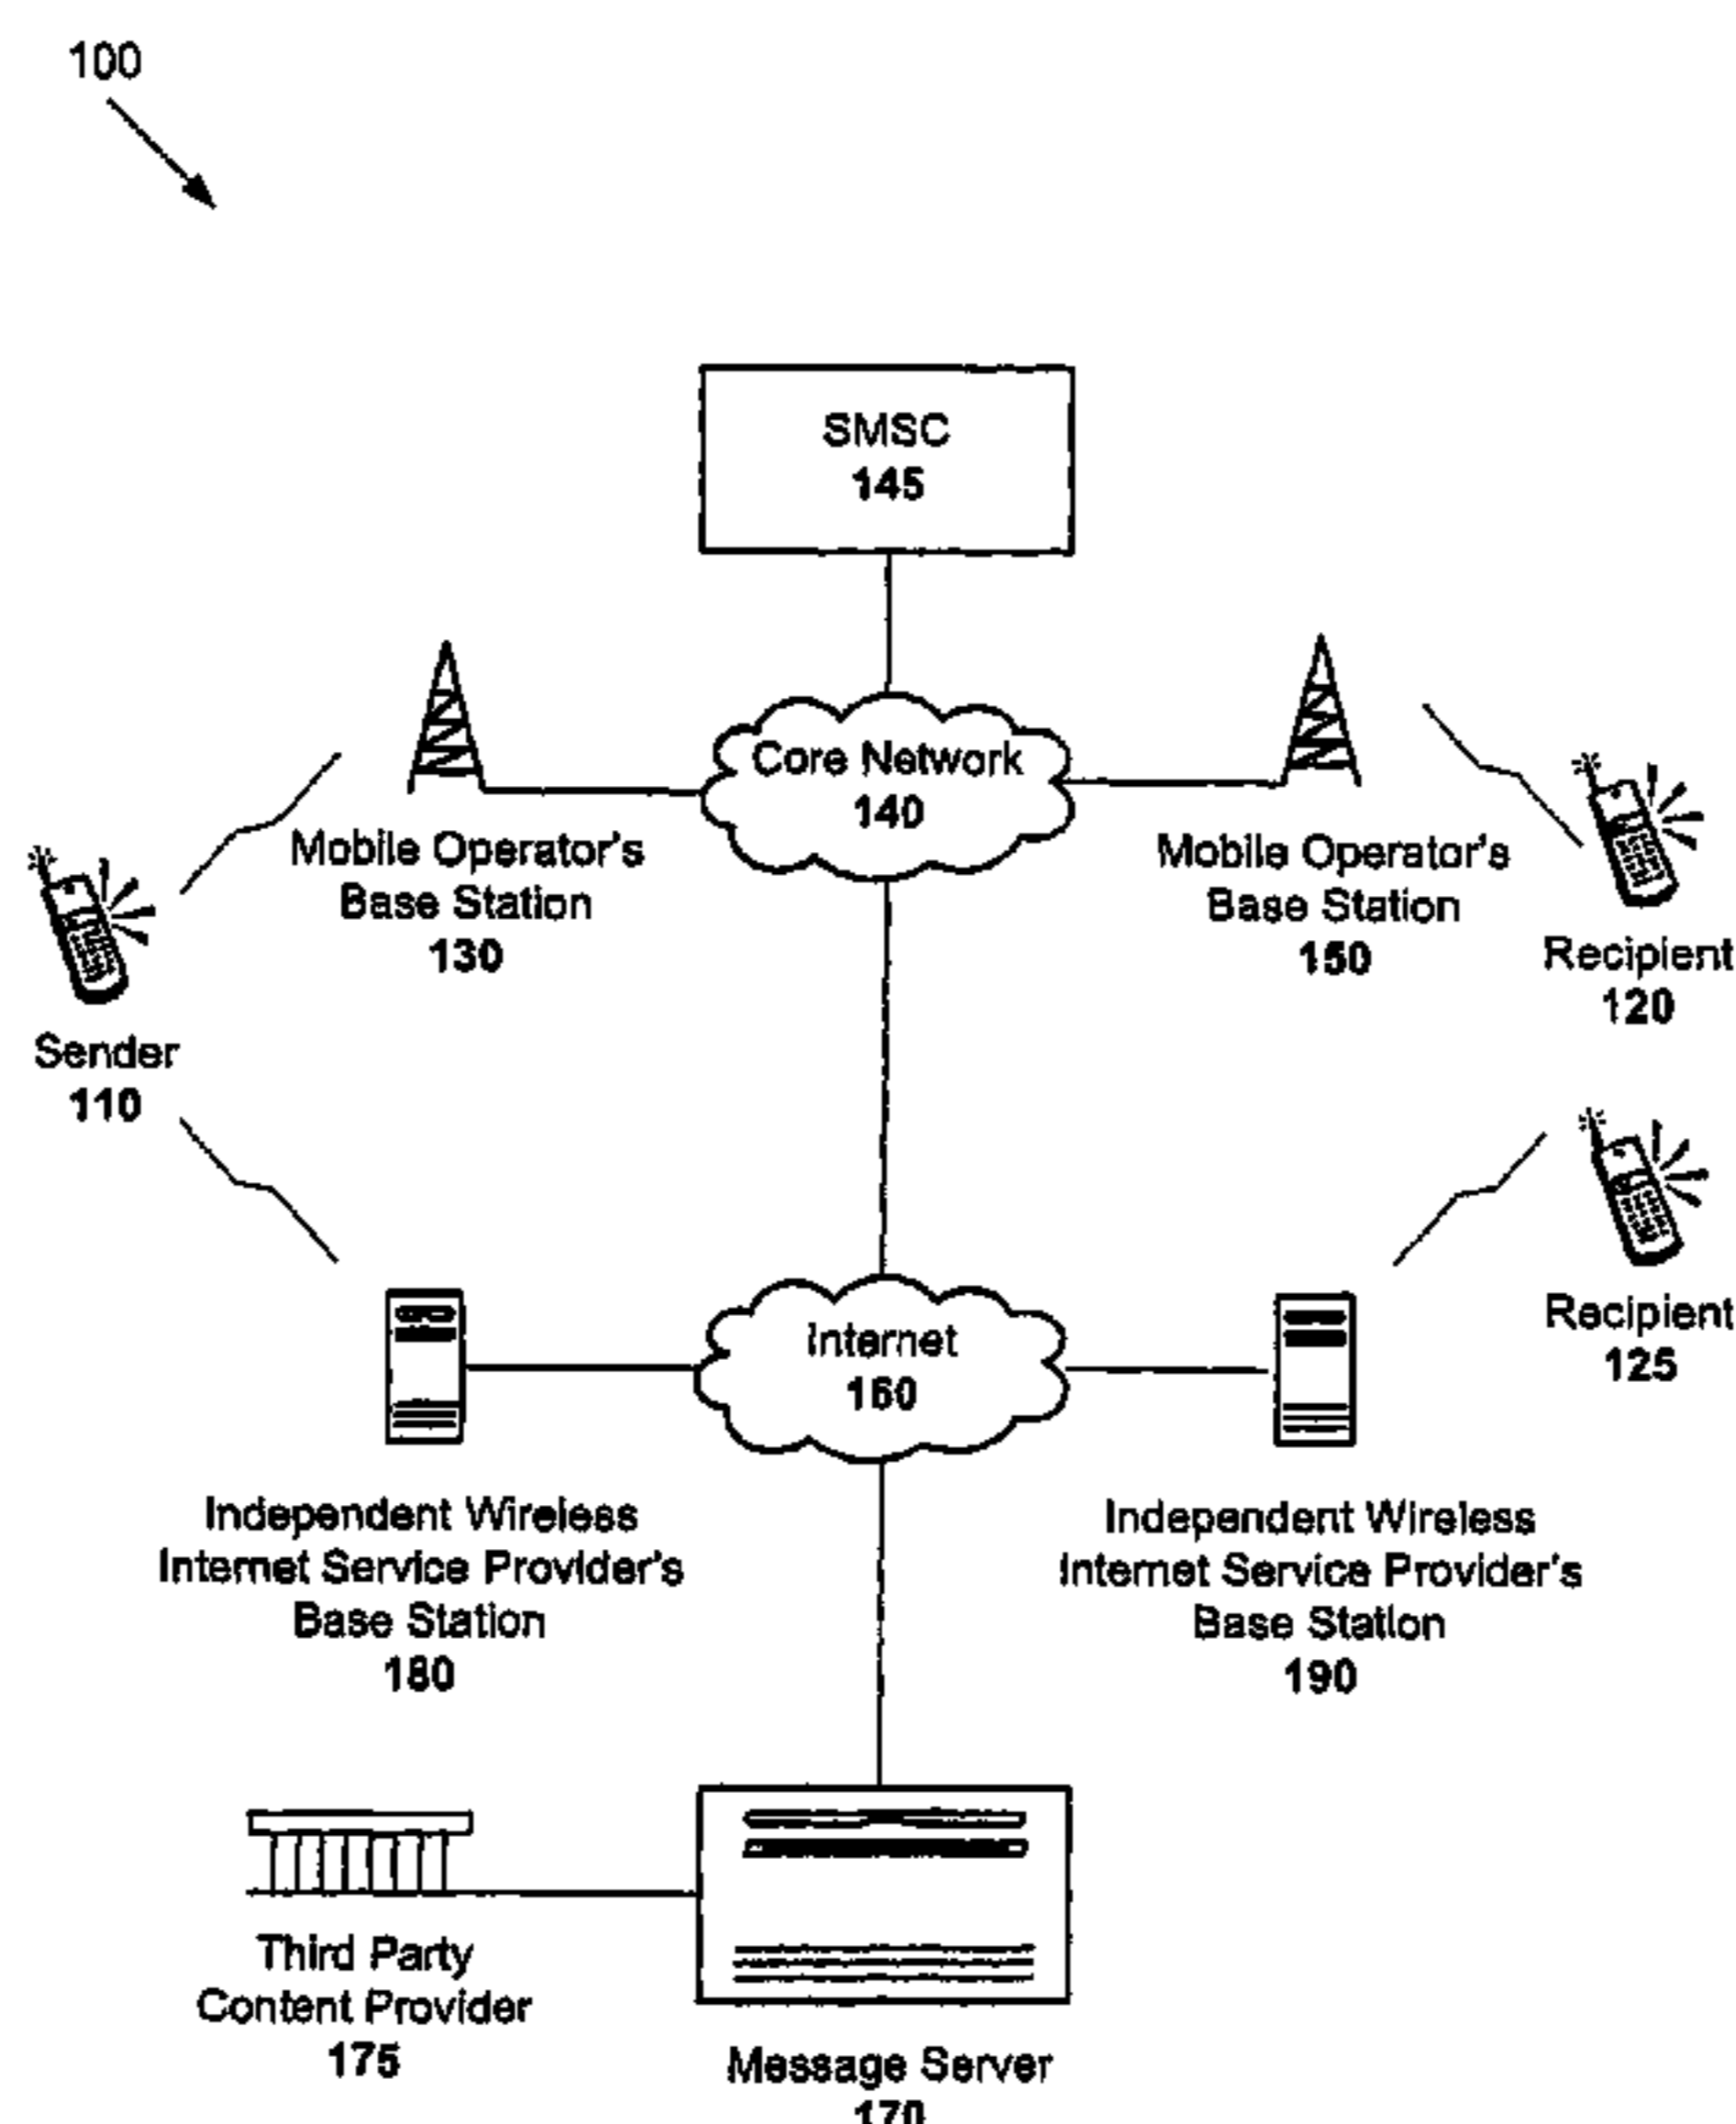 100
SMSC
145
Core Network
140
Mobile Operator's
Base Station
130
Mobile Operator's
Base Station
150
Recipient
120
Sender
110
Recipient
125
Internet
160
Independent Wireless
Internet Service Provider's
Base Station
180
Independent Wireless
Internet Service Provider's
Base Station
190
Third Party
Content Provider
175
Message Server
170